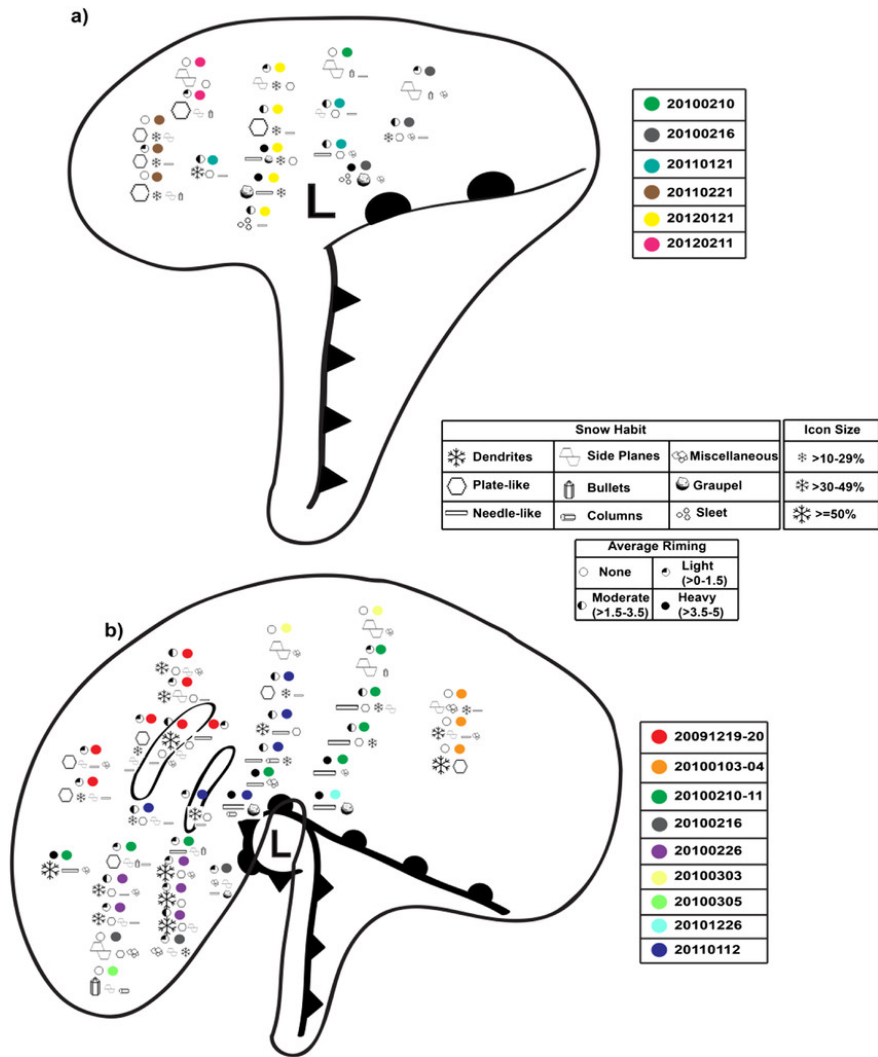 a)
20100210
20100216
20110121
20110221
20120121
20120211
L
Snow Habit
Icon Size
Dendrites
Side Planes
Miscellaneous
>10-29%
Plate-like
Bullets
Graupel
>30-49%
Needle-like
Columns
Sleet
>=50%
Average Riming
None
Light
(>0-1.5)
Moderate
(>1.5-3.5)
Heavy
(>3.5-5)
b)
20091219-20
20100103-04
20100210-11
20100216
20100226
20100303
20100305
20101226
20110112
L